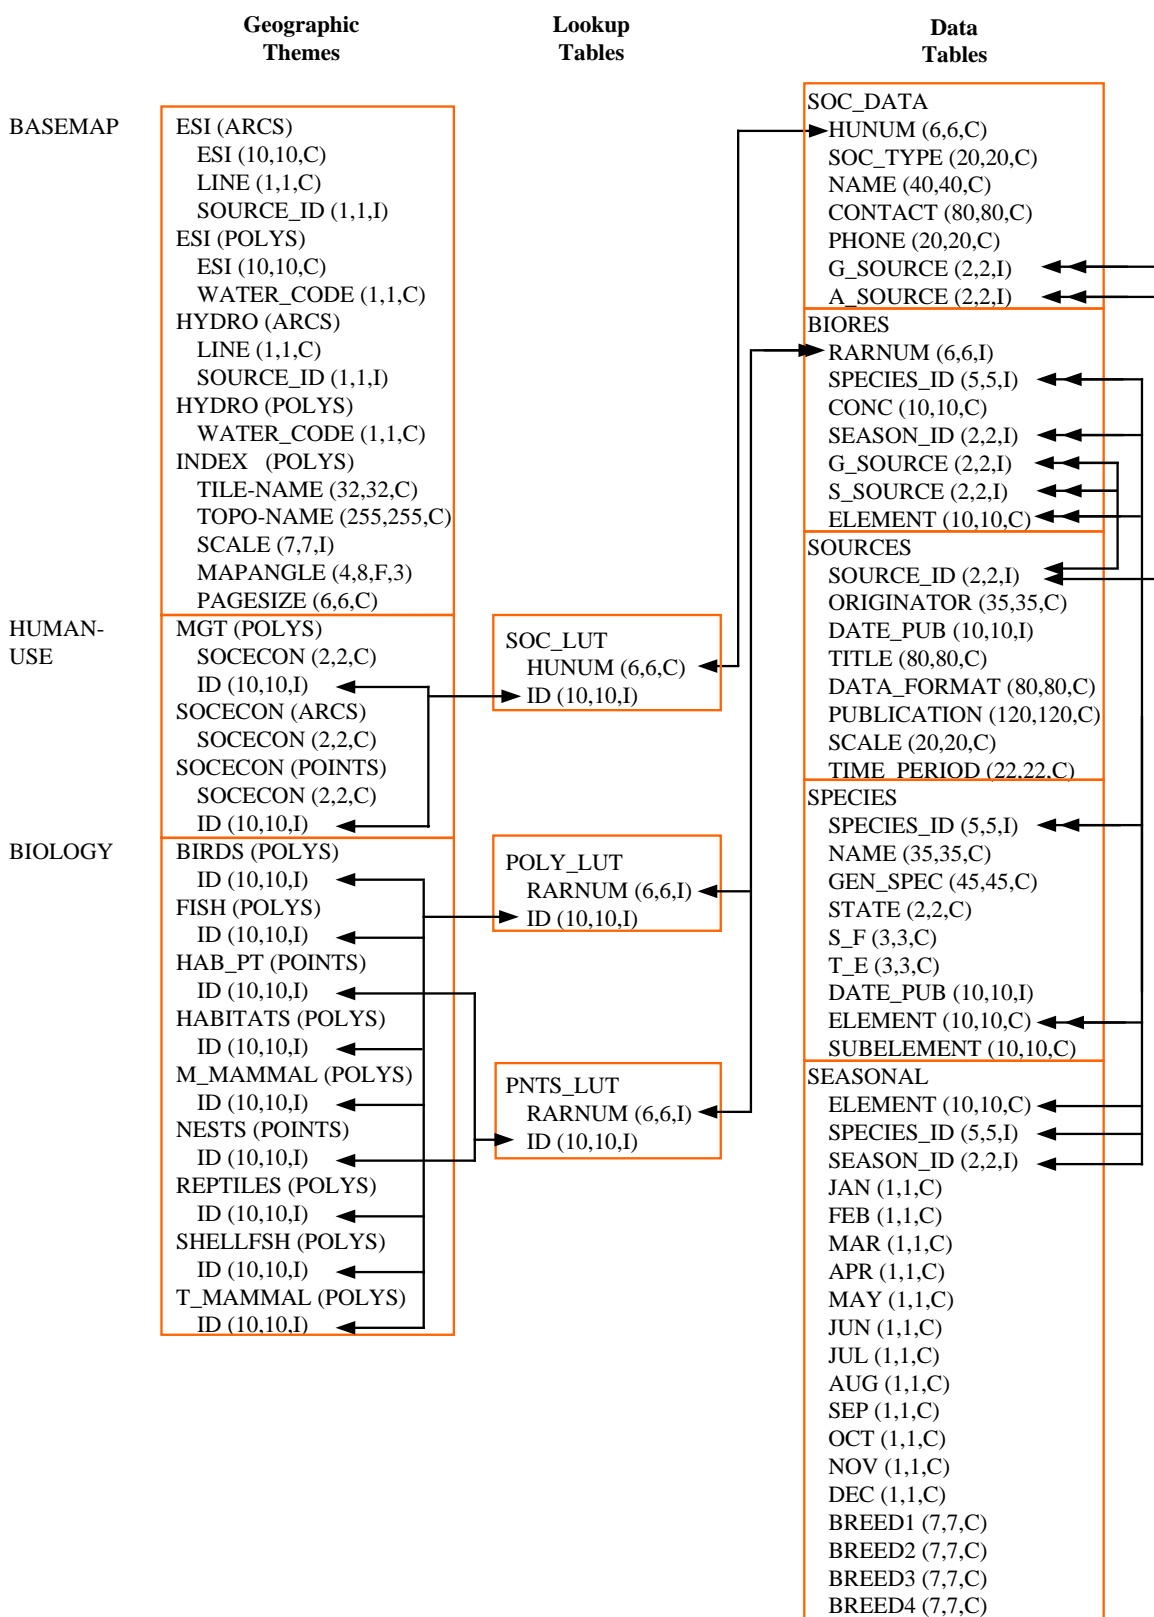 Geographic
Themes
Lookup
Tables
Data
Tables
BASEMAP
ESI (ARCS)
ESI (10,10,C)
LINE (1,1,C)
SOURCE_ID (1,1,I)
ESI (POLYS)
ESI (10,10,C)
WATER_CODE (1,1,C)
HYDRO (ARCS)
LINE (1,1,C)
SOURCE_ID (1,1,I)
HYDRO (POLYS)
WATER_CODE (1,1,C)
INDEX (POLYS)
TILE-NAME (32,32,C)
TOPO-NAME (255,255,C)
SCALE (7,7,I)
MAPANGLE (4,8,F,3)
PAGESIZE (6,6,C)
HUMAN-
USE
MGT (POLYS)
SOCECON (2,2,C)
ID (10,10,I)
SOCECON (ARCS)
SOCECON (2,2,C)
SOCECON (POINTS)
SOCECON (2,2,C)
ID (10,10,I)
BIOLOGY
BIRDS (POLYS)
ID (10,10,I)
FISH (POLYS)
ID (10,10,I)
HAB_PT (POINTS)
ID (10,10,I)
HABITATS (POLYS)
ID (10,10,I)
M_MAMMAL (POLYS)
ID (10,10,I)
NESTS (POINTS)
ID (10,10,I)
REPTILES (POLYS)
ID (10,10,I)
SHELLFSH (POLYS)
ID (10,10,I)
T_MAMMAL (POLYS)
ID (10,10,I)
SOC_LUT
HUNUM (6,6,C)
ID (10,10,I)
POLY_LUT
RARNUM (6,6,I)
ID (10,10,I)
PNTS_LUT
RARNUM (6,6,I)
ID (10,10,I)
SOC_DATA
HUNUM (6,6,C)
SOC_TYPE (20,20,C)
NAME (40,40,C)
CONTACT (80,80,C)
PHONE (20,20,C)
G_SOURCE (2,2,I)
A_SOURCE (2,2,I)
BIORES
RARNUM (6,6,I)
SPECIES_ID (5,5,I)
CONC (10,10,C)
SEASON_ID (2,2,I)
G_SOURCE (2,2,I)
S_SOURCE (2,2,I)
ELEMENT (10,10,C)
SOURCES
SOURCE_ID (2,2,I)
ORIGINATOR (35,35,C)
DATE_PUB (10,10,I)
TITLE (80,80,C)
DATA_FORMAT (80,80,C)
PUBLICATION (120,120,C)
SCALE (20,20,C)
TIME_PERIOD (22,22,C)
SPECIES
SPECIES_ID (5,5,I)
NAME (35,35,C)
GEN_SPEC (45,45,C)
STATE (2,2,C)
S_F (3,3,C)
T_E (3,3,C)
DATE_PUB (10,10,I)
ELEMENT (10,10,C)
SUBELEMENT (10,10,C)
SEASONAL
ELEMENT (10,10,C)
SPECIES_ID (5,5,I)
SEASON_ID (2,2,I)
JAN (1,1,C)
FEB (1,1,C)
MAR (1,1,C)
APR (1,1,C)
MAY (1,1,C)
JUN (1,1,C)
JUL (1,1,C)
AUG (1,1,C)
SEP (1,1,C)
OCT (1,1,C)
NOV (1,1,C)
DEC (1,1,C)
BREED1 (7,7,C)
BREED2 (7,7,C)
BREED3 (7,7,C)
BREED4 (7,7,C)